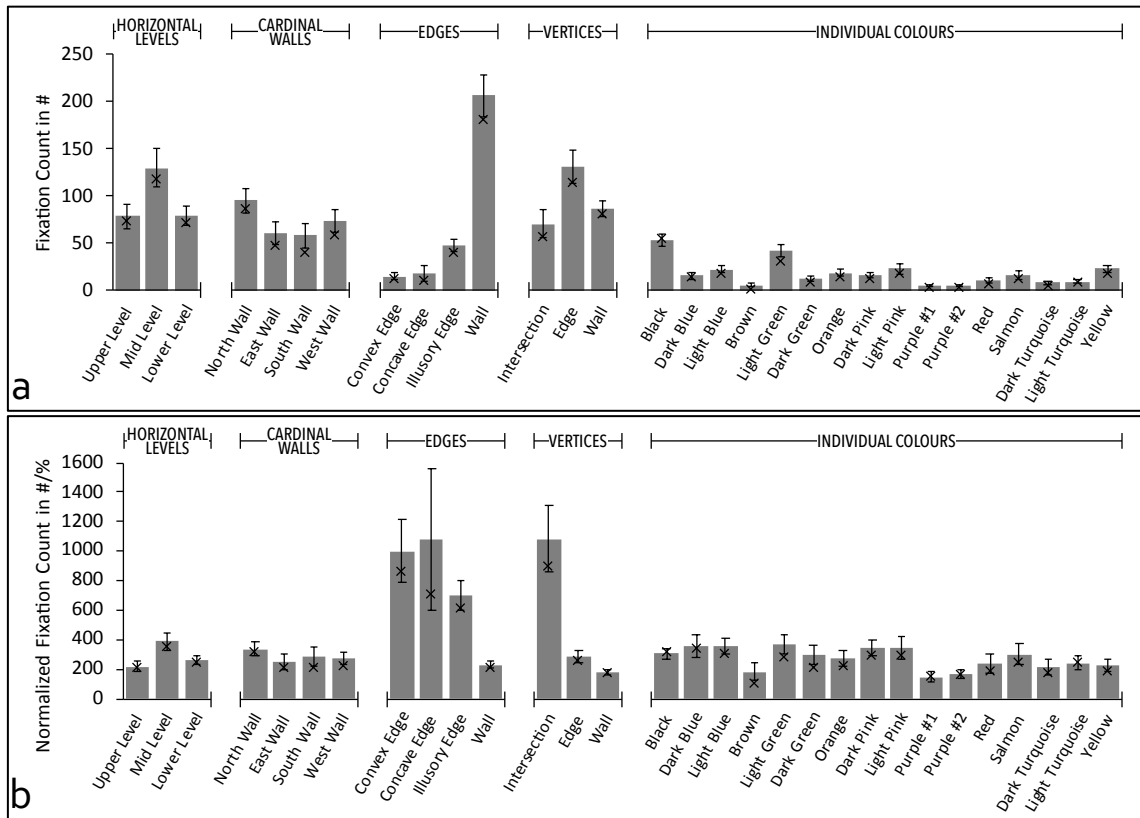 HORIZONTAL LEVELS
CARDINAL WALLS
EDGES
VERTICES
INDIVIDUAL COLOURS
Fixation Count in #
250
200
150
100
50
0
Upper Level
Mid Level
Lower Level
North Wall
East Wall
South Wall
West Wall
Convex Edge
Concave Edge
Illusory Edge
Wall
Intersection
Edge
Wall
Black
Dark Blue
Light Blue
Brown
Light Green
Dark Green
Orange
Dark Pink
Light Pink
Purple #1
Purple #2
Red
Salmon
Dark Turquoise
Light Turquoise
Yellow
a
HORIZONTAL LEVELS
CARDINAL WALLS
EDGES
VERTICES
INDIVIDUAL COLOURS
Normalized Fixation Count in #/%
1600
1400
1200
1000
800
600
400
200
0
Upper Level
Mid Level
Lower Level
North Wall
East Wall
South Wall
West Wall
Convex Edge
Concave Edge
Illusory Edge
Wall
Intersection
Edge
Wall
Black
Dark Blue
Light Blue
Brown
Light Green
Dark Green
Orange
Dark Pink
Light Pink
Purple #1
Purple #2
Red
Salmon
Dark Turquoise
Light Turquoise
Yellow
b